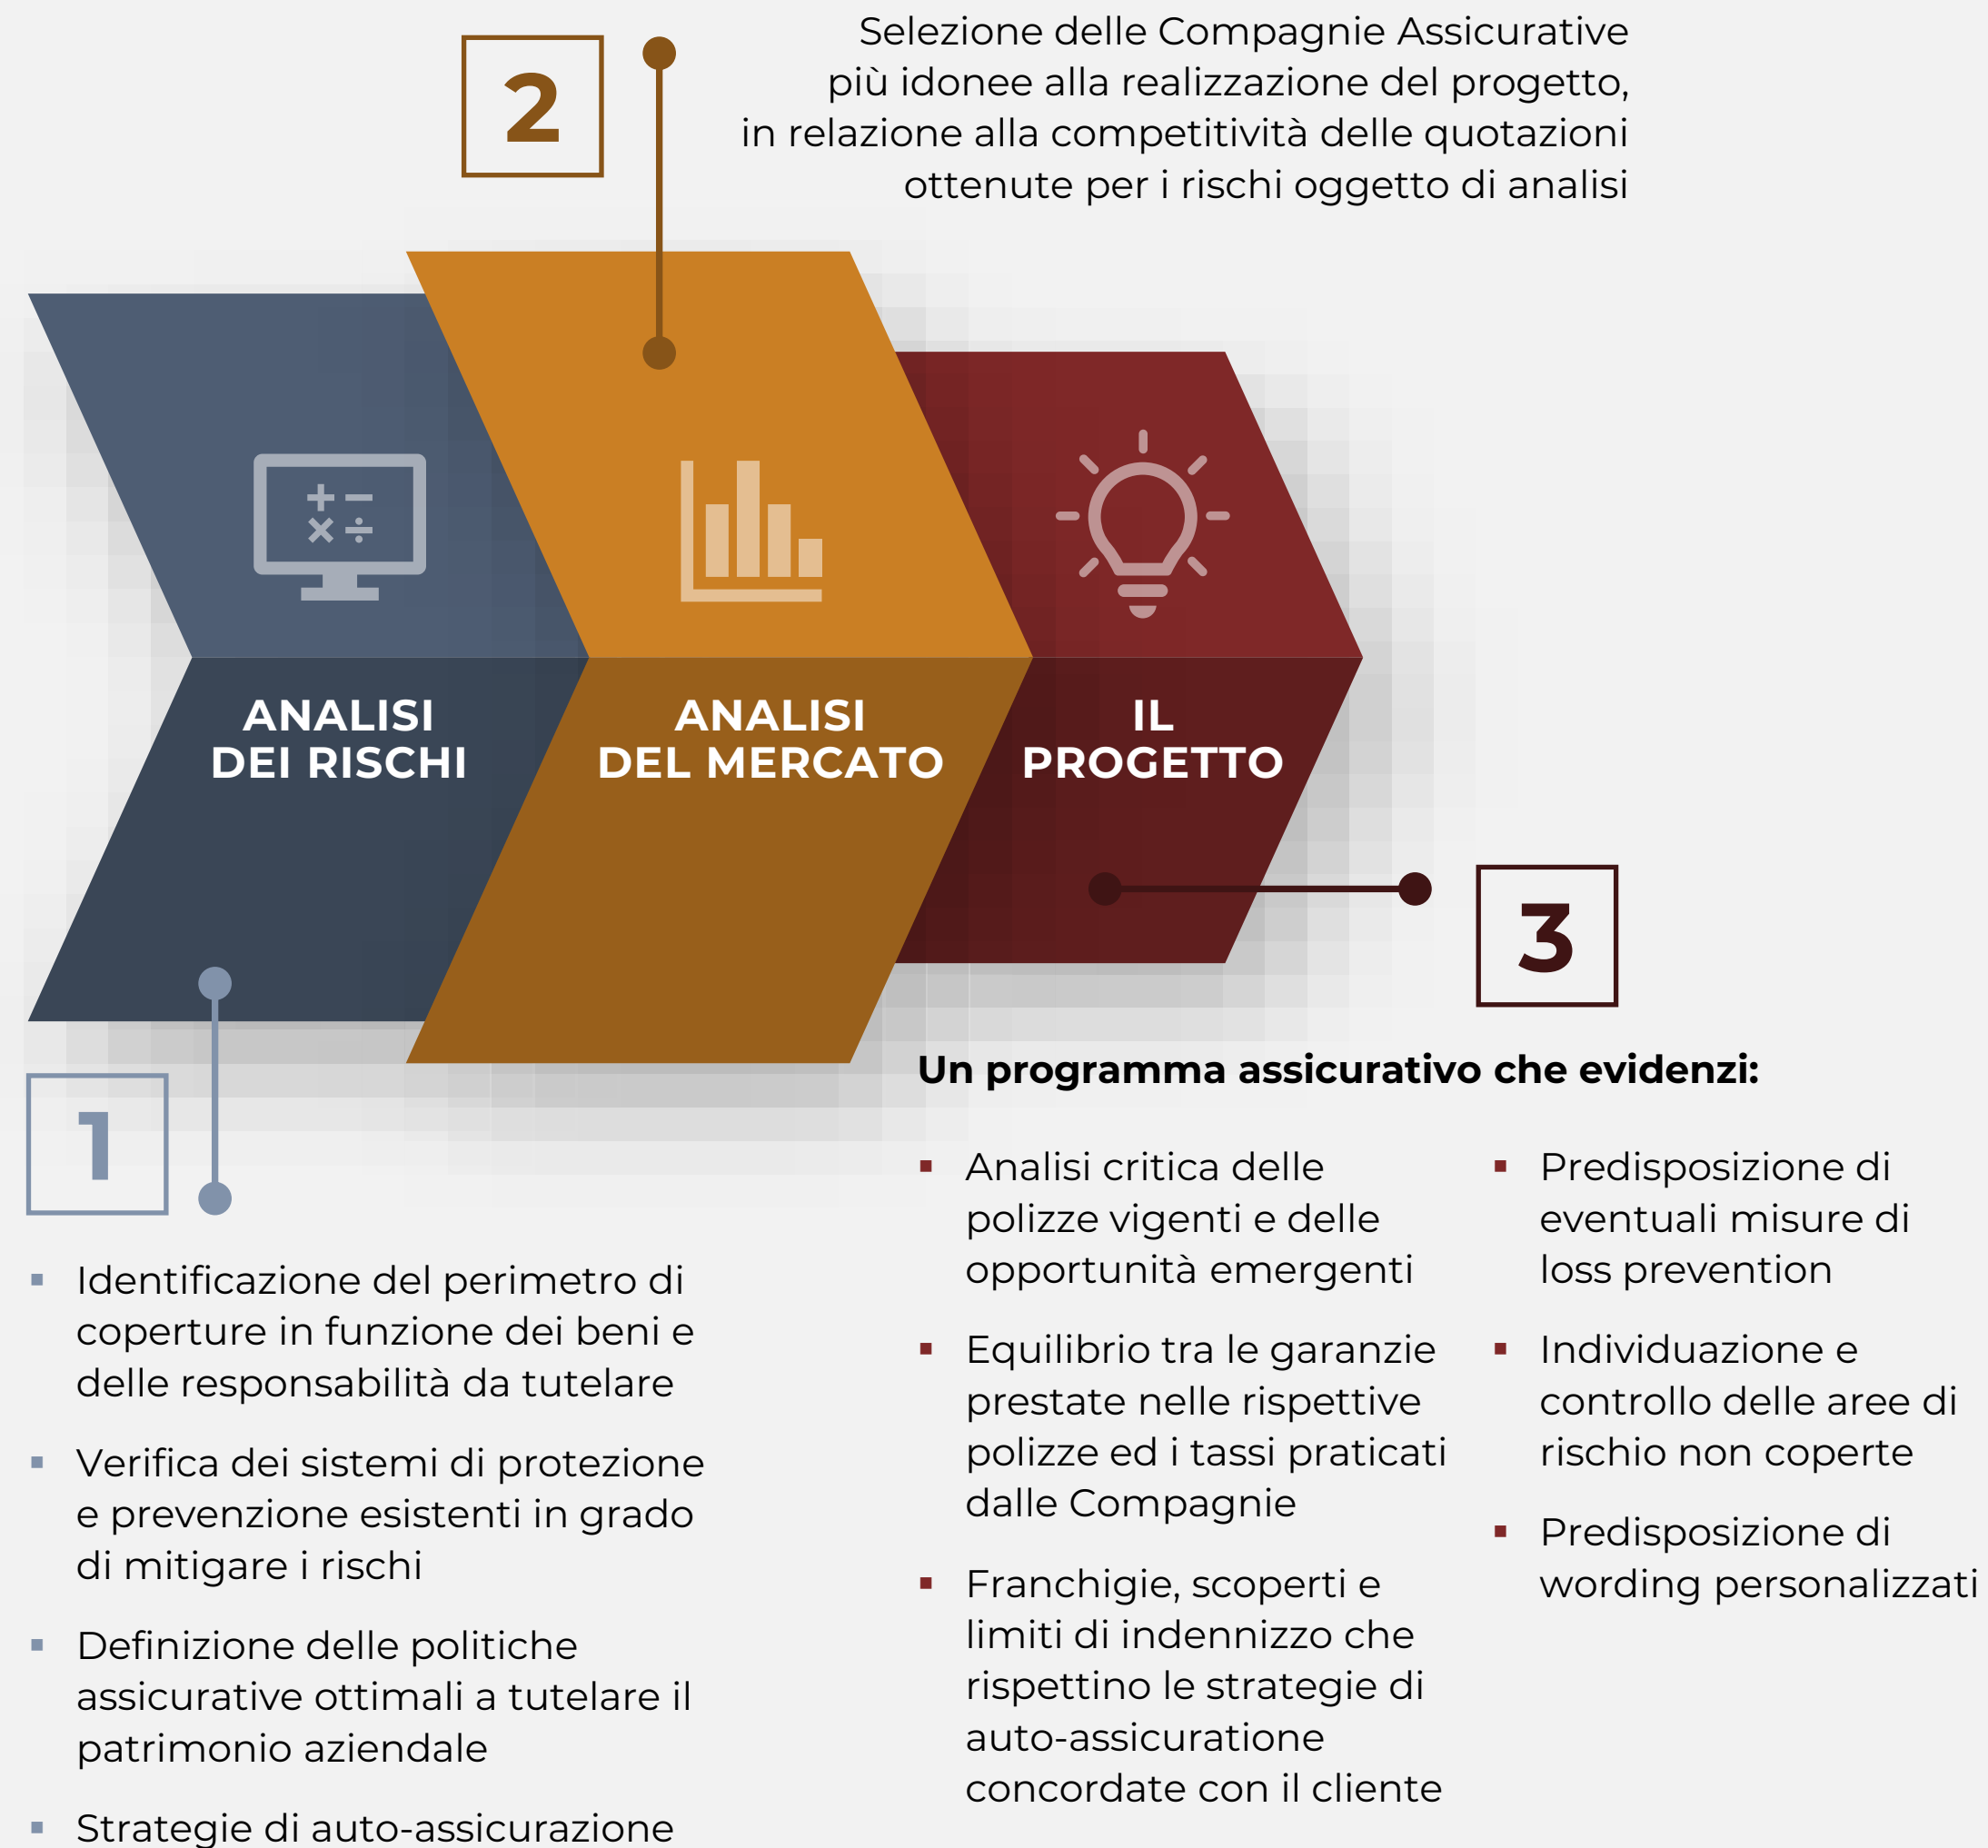 2
Selezione delle Compagnie Assicurative
più idonee alla realizzazione del progetto,
in relazione alla competitività delle quotazioni
ottenute per i rischi oggetto di analisi
ANALISI
DEI RISCHI
ANALISI
DEL MERCATO
IL
PROGETTO
1
Identificazione del perimetro di
coperture in funzione dei beni e
delle responsabilità da tutelare
Verifica dei sistemi di protezione
e prevenzione esistenti in grado
di mitigare i rischi
Definizione delle politiche
assicurative ottimali a tutelare il
patrimonio aziendale
Strategie di auto-assicurazione
3
Un programma assicurativo che evidenzi:
Analisi critica delle
polizze vigenti e delle
opportunità emergenti
Equilibrio tra le garanzie
prestate nelle rispettive
polizze ed i tassi praticati
dalle Compagnie
Franchigie, scoperti e
limiti di indennizzo che
rispettino le strategie di
auto-assicuratione
concordate con il cliente
Predisposizione di
eventuali misure di
loss prevention
Individuazione e
controllo delle aree di
rischio non coperte
Predisposizione di
wording personalizzati